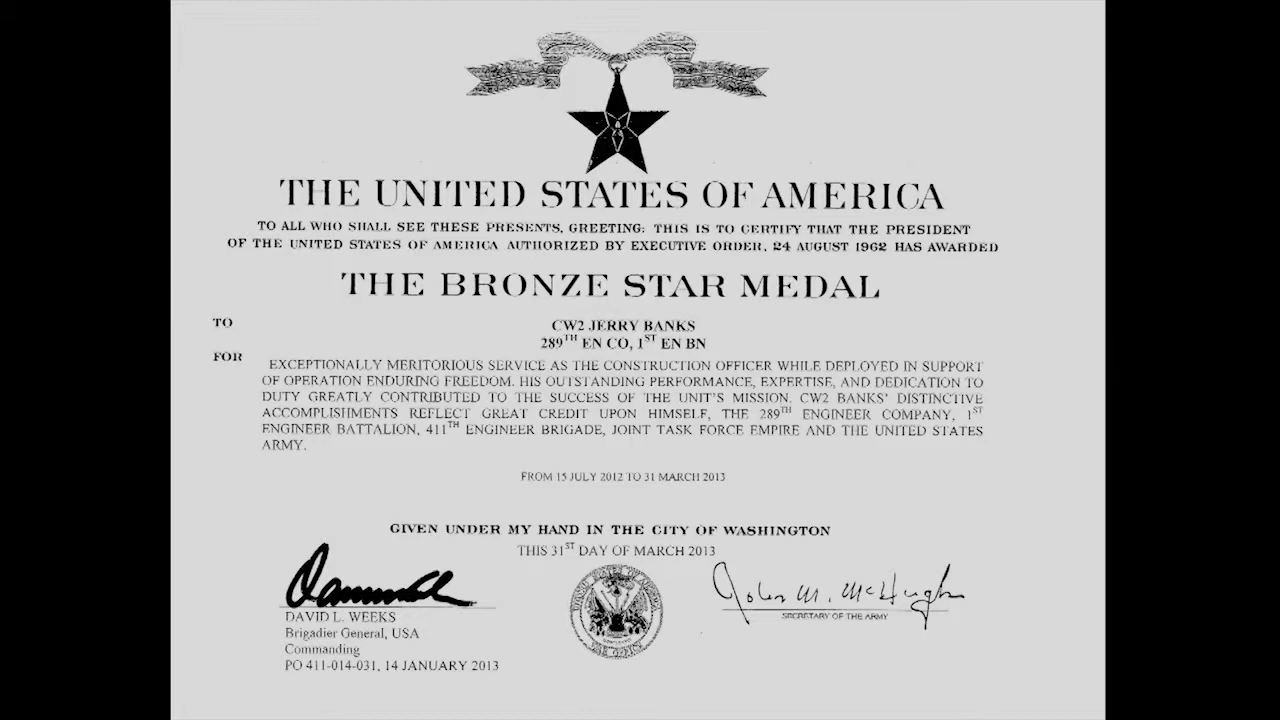 THE UNITED STATES OF AMERICA
TO ALL WHO SHALL SEE THESE PRESENTS, GREETING: THIS IS TO CERTIFY THAT THE PRESIDENT
OF THE UNITED STATES OF AMERICA AUTHORIZED BY EXECUTIVE ORDER, 24 AUGUST 1962 HAS AWARDED
THE BRONZE STAR MEDAL
TO
CW2 JERRY BANKS
289TH EN CO, 1ST EN BN
FOR
EXCEPTIONALLY MERITORIOUS SERVICE AS THE CONSTRUCTION OFFICER WHILE DEPLOYED IN SUPPORT
OF OPERATION ENDURING FREEDOM. HIS OUTSTANDING PERFORMANCE, EXPERTISE, AND DEDICATION TO
DUTY GREATLY CONTRIBUTED TO THE SUCCESS OF THE UNIT'S MISSION. CW2 BANKS' DISTINCTIVE
ACCOMPLISHMENTS REFLECT GREAT CREDIT UPON HIMSELF, THE 289TH ENGINEER COMPANY, 1ST
ENGINEER BATTALION, 411TH ENGINEER BRIGADE, JOINT TASK FORCE EMPIRE AND THE UNITED STATES
ARMY.
FROM 15 JULY 2012 TO 31 MARCH 2013
GIVEN UNDER MY HAND IN THE CITY OF WASHINGTON
THIS 31ST DAY OF MARCH 2013
John M. McHugh
SECRETARY OF THE ARMY
DAVID L. WEEKS
Brigadier General, USA
Commanding
PO 411-014-031, 14 JANUARY 2013